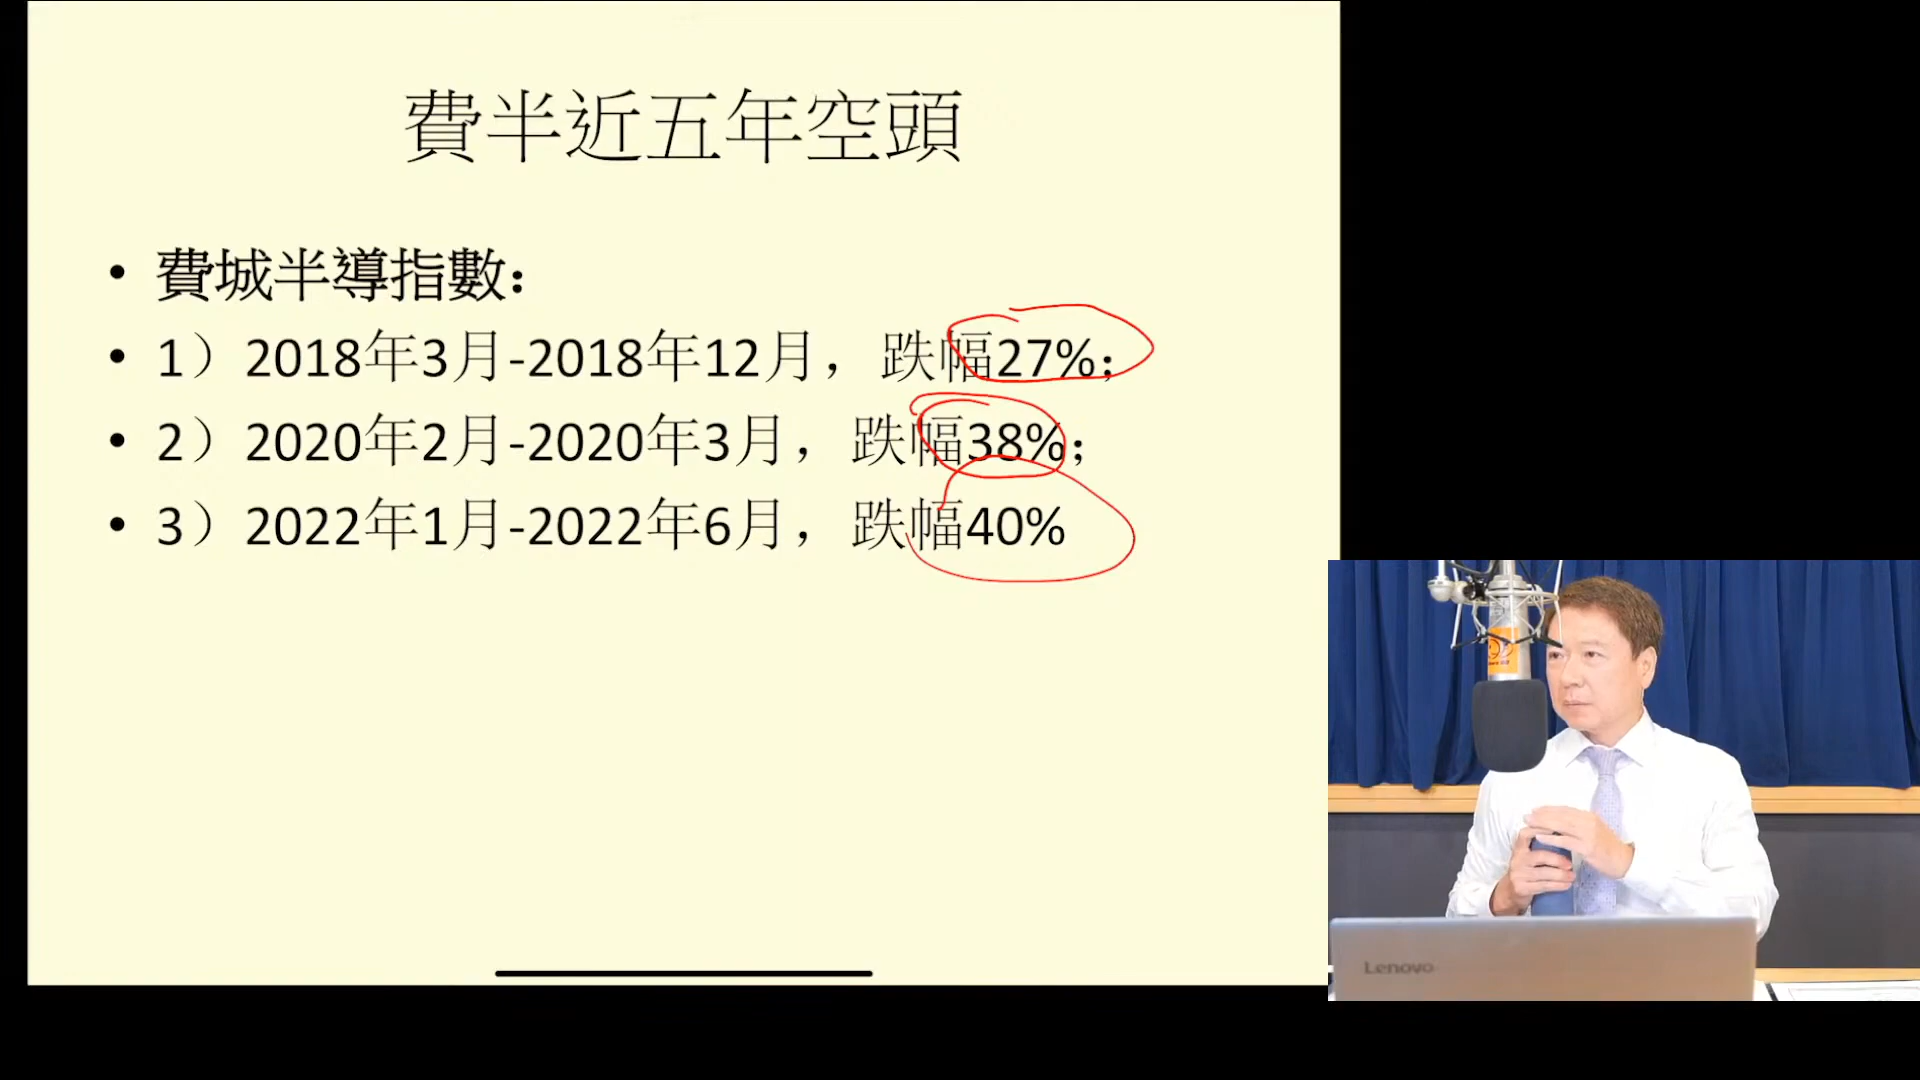 費半近五年空頭
• 費城半導指數：
• 1）2018年3月-2018年12月，跌幅27%；
• 2）2020年2月-2020年3月，跌幅38%；
• 3）2022年1月-2022年6月，跌幅40%
Lenovo